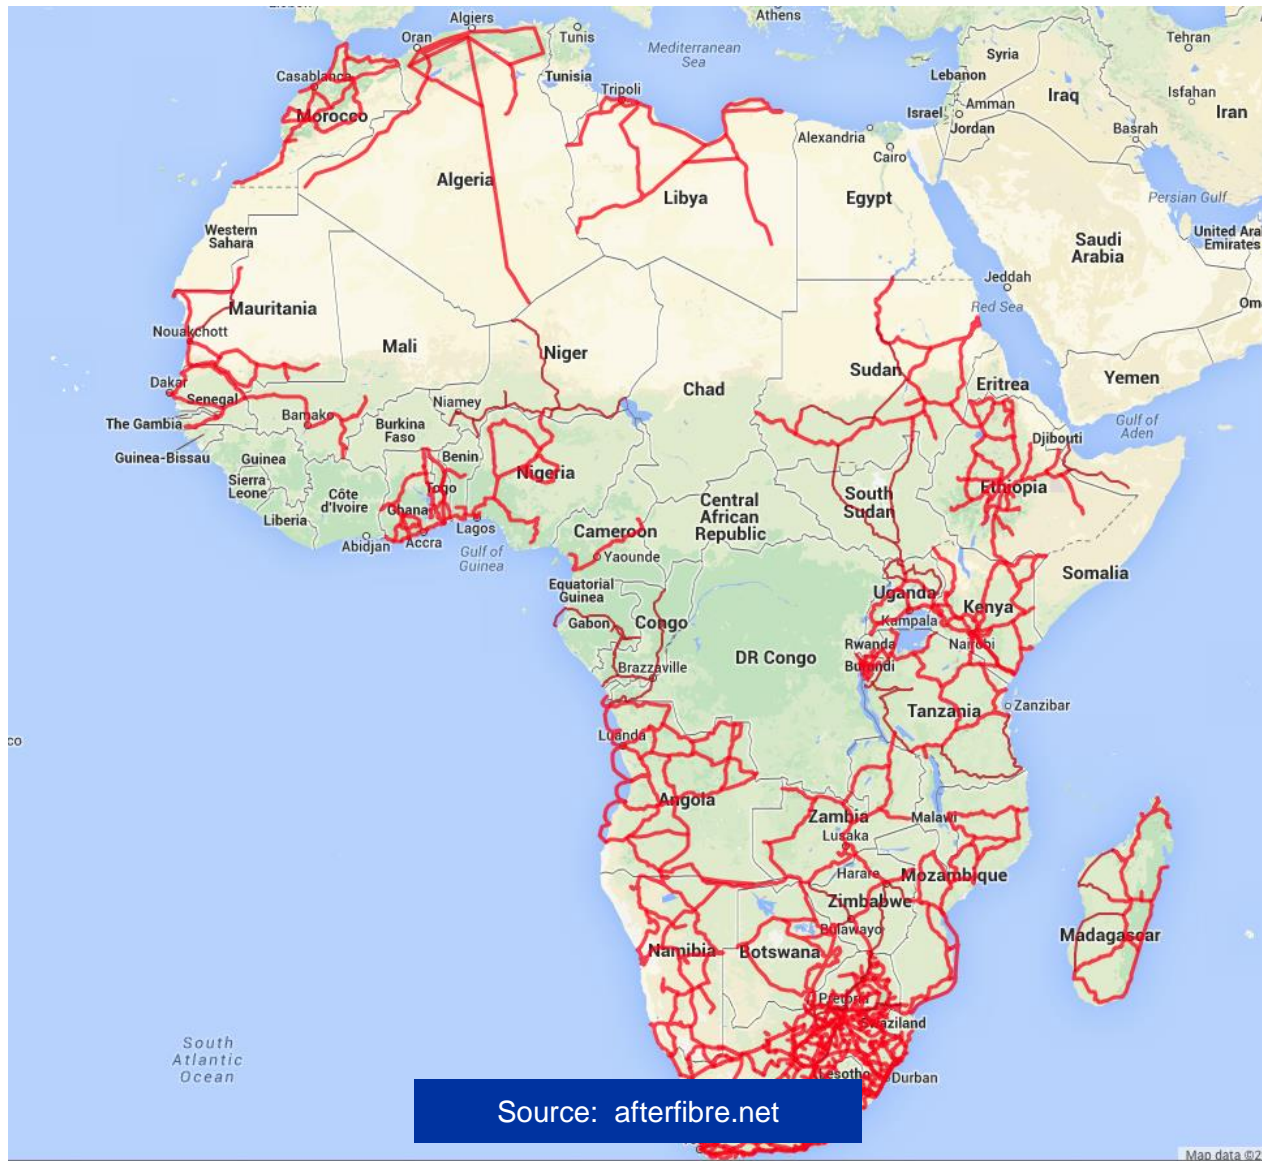 Algiers
Athens
Oran
Tunis
Tehran
Mediterranean
Sea
Syria
Casablanca
Tunisia
Lebanon
Isfahan
Tripoli
Iraq
Morocco
Israel
Amman
Iran
Alexandria
Jordan
Basrah
Cairo
Algeria
Libya
Egypt
Persian Gulf
Western
Sahara
Saudi
Arabia
United Ara
Emirates
Jeddah
Red Sea
Om
Mauritania
Nouakchott
Mali
Niger
Chad
Sudan
Eritrea
Yemen
Dakar
Senegal
Niamey
The Gambia
Bamako
Burkina
Faso
Gulf of
Aden
Djibouti
Guinea-Bissau
Guinea
Benin
Nigeria
Sierra
Leone
Côte
d'Ivoire
Togo
Ghana
Central
African
Republic
South
Sudan
Ethiopia
Liberia
Abidjan
Accra
Lagos
Cameroon
Gulf of
Guinea
Yaounde
Somalia
Equatorial
Guinea
Uganda
Kenya
Gabon
Congo
Kampala
DR Congo
Rwanda
Nairobi
Brazzaville
Burundi
Tanzania
Zanzibar
co
Luanda
Angola
Zambia
Malawi
Lusaka
Harare
Mozambique
Zimbabwe
Bulawayo
Namibia
Botswana
Madagascar
Pretoria
Swaziland
South
Atlantic
Ocean
Lesotho
Durban
Source: afterfibre.net
Map data ©2